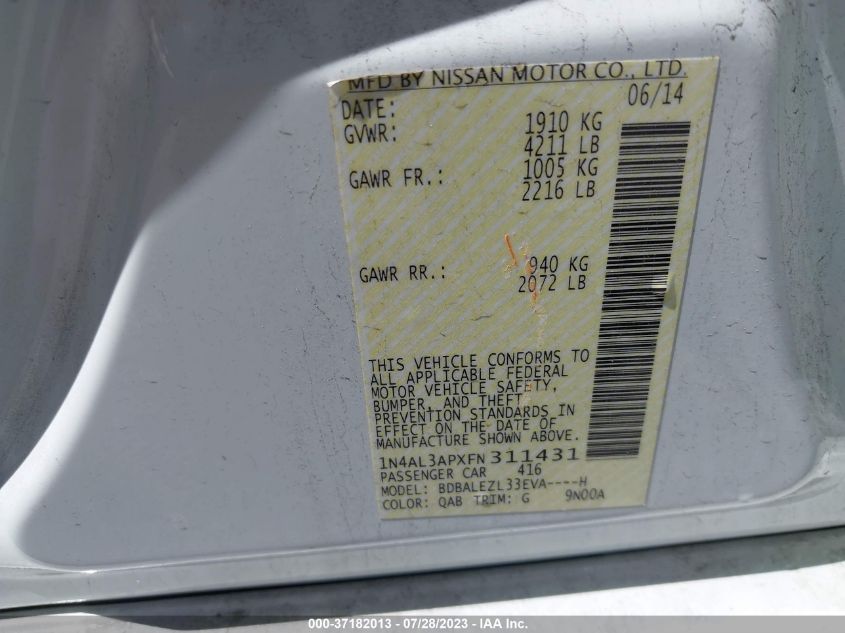 MFD BY NISSAN MOTOR CO., LTD.
DATE: 06/14
GVWR: 1910 KG
4211 LB
GAWR FR.: 1005 KG
2216 LB
GAWR RR.: 940 KG
2072 LB
THIS VEHICLE CONFORMS TO
ALL APPLICABLE FEDERAL
MOTOR VEHICLE SAFETY,
BUMPER, AND THEFT
PREVENTION STANDARDS IN
EFFECT ON THE DATE OF
MANUFACTURE SHOWN ABOVE.
1N4AL3APXFN311431
PASSENGER CAR 416
MODEL: BDBALEZL33EVA----H
COLOR: QAB TRIM: G 9N00A
000-37182013 - 07/28/2023 - IAA Inc.